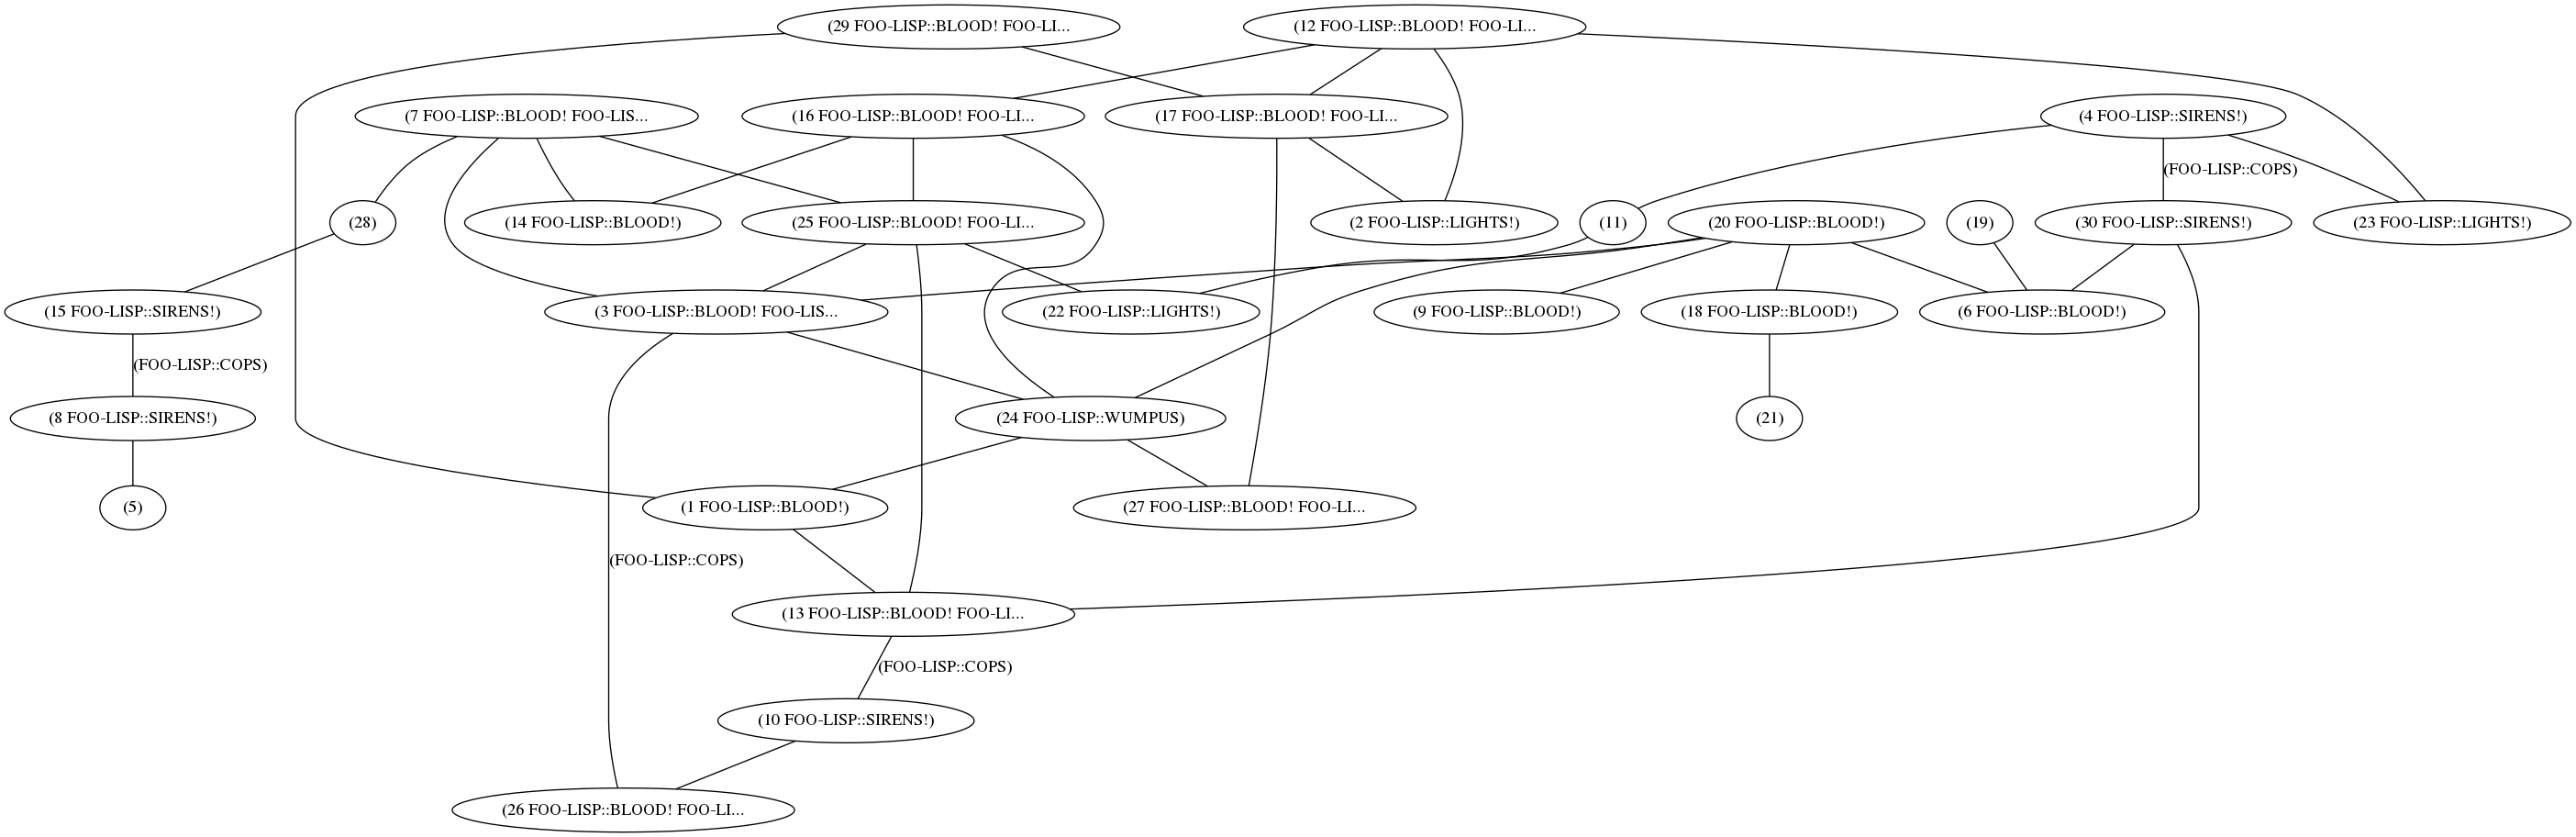 (29 FOO-LISP::BLOOD! FOO-LI...
(12 FOO-LISP::BLOOD! FOO-LI...
(7 FOO-LISP::BLOOD! FOO-LIS...
(16 FOO-LISP::BLOOD! FOO-LI...
(17 FOO-LISP::BLOOD! FOO-LI...
(4 FOO-LISP::SIRENS!)
(FOO-LISP::COPS)
(28)
(14 FOO-LISP::BLOOD!)
(25 FOO-LISP::BLOOD! FOO-LI...
(2 FOO-LISP::LIGHTS!)
(11)
(20 FOO-LISP::BLOOD!)
(19)
(30 FOO-LISP::SIRENS!)
(23 FOO-LISP::LIGHTS!)
(15 FOO-LISP::SIRENS!)
(3 FOO-LISP::BLOOD! FOO-LIS...
(22 FOO-LISP::LIGHTS!)
(9 FOO-LISP::BLOOD!)
(18 FOO-LISP::BLOOD!)
(6 FOO-LISP::BLOOD!)
(FOO-LISP::COPS)
(8 FOO-LISP::SIRENS!)
(24 FOO-LISP::WUMPUS)
(21)
(5)
(1 FOO-LISP::BLOOD!)
(27 FOO-LISP::BLOOD! FOO-LI...
(FOO-LISP::COPS)
(13 FOO-LISP::BLOOD! FOO-LI...
(FOO-LISP::COPS)
(10 FOO-LISP::SIRENS!)
(26 FOO-LISP::BLOOD! FOO-LI...